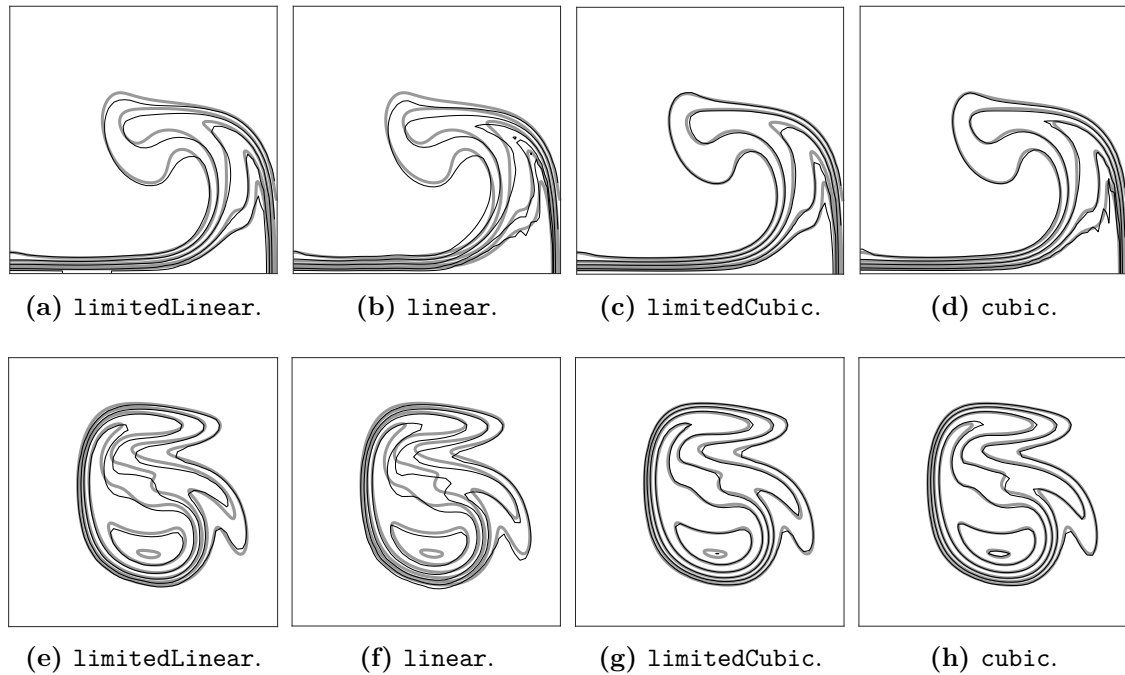 (a) limitedLinear. (b) linear. (c) limitedCubic. (d) cubic.
(e) limitedLinear. (f) linear. (g) limitedCubic. (h) cubic.